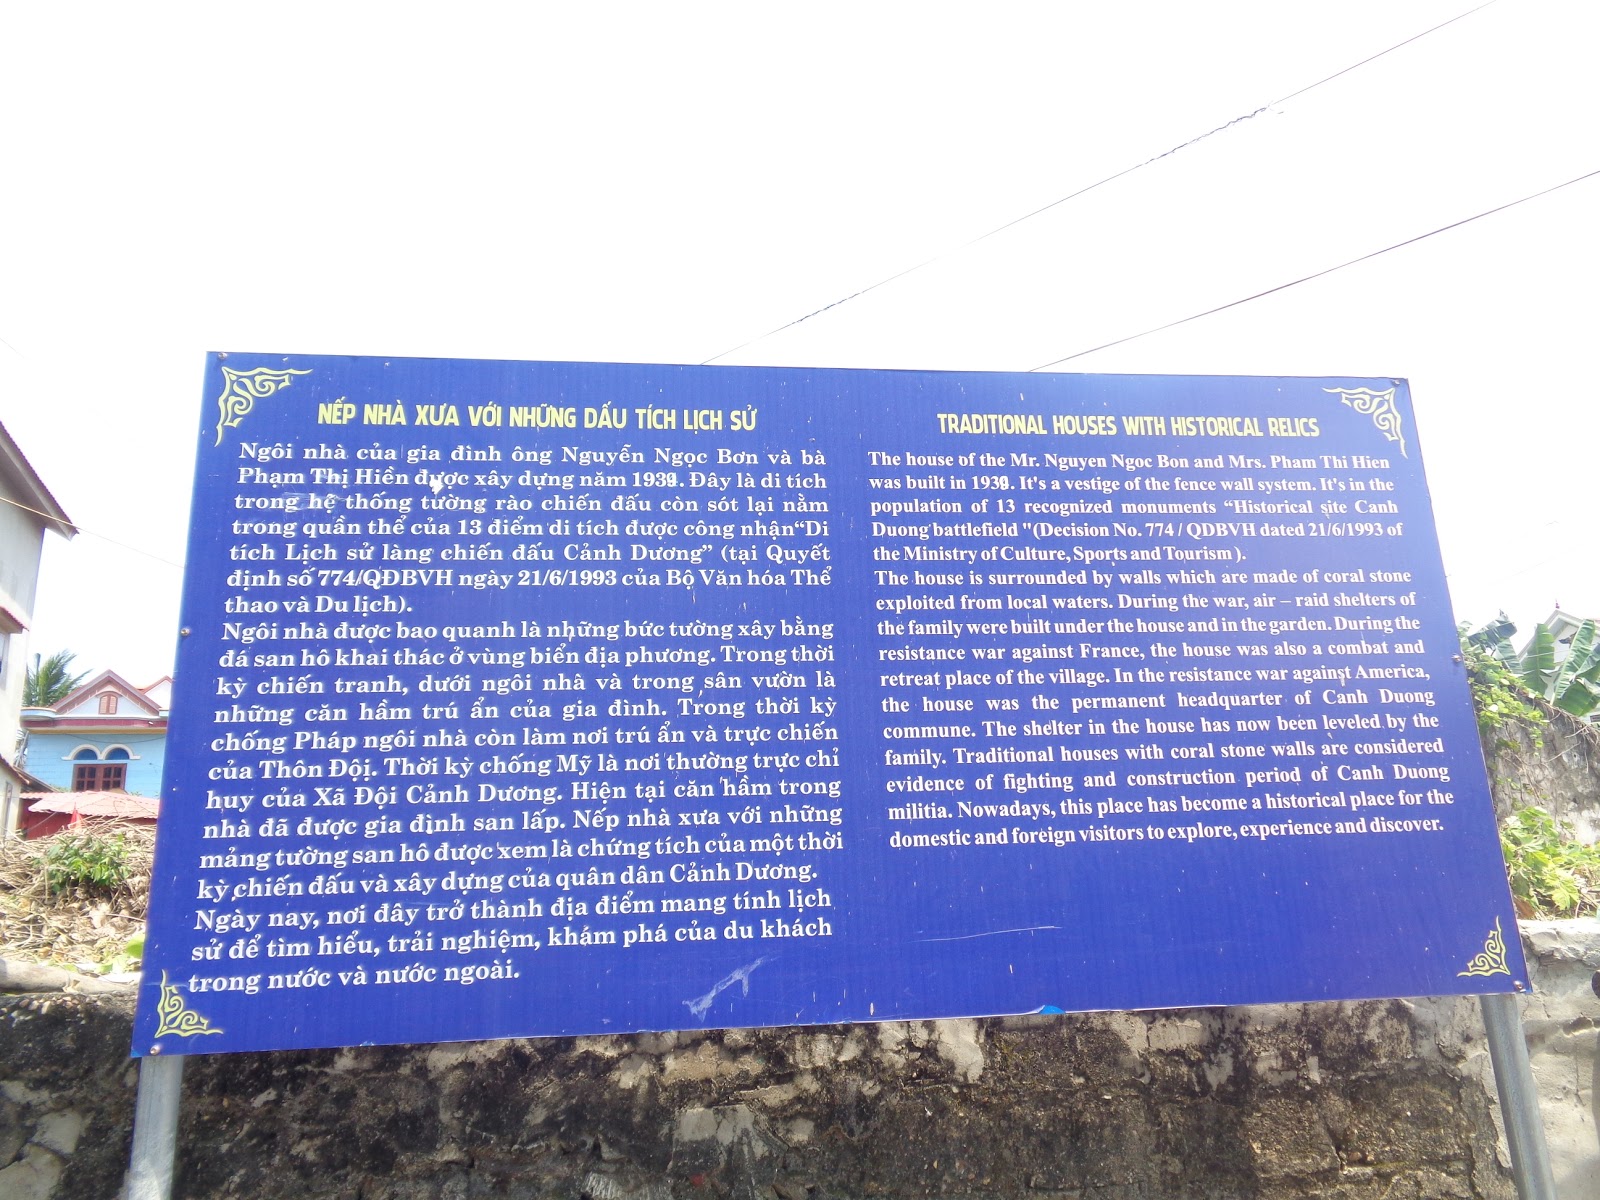 NẾP NHÀ XƯA VỚI NHỮNG DẤU TÍCH LỊCH SỬ
Ngôi nhà của gia đình ông Nguyễn Ngọc Bơn và bà
Phạm Thị Hiền được xây dựng năm. Đây là di tích
trong hệ thống tường rào chiến đấu còn sót lại nằm
trong quần thể của 13 điểm di tích được công nhận“Di
tích Lịch sử làng chiến đấu Cảnh Dương” (tại Quyết
định số 774/QĐBVH ngày 21/6/1993 của Bộ Văn hóa Thể
thao và Du lịch).
Ngôi nhà được bao quanh là những bức tường xây bằng
đá san hô khai thác ở vùng biển địa phương. Trong thời
kỳ chiến tranh, dưới ngôi nhà và trong sân vườn là
những căn hầm trú ẩn của gia đình. Trong thời kỳ
chống Pháp ngôi nhà còn làm nơi trú ẩn và trực chiến
của Thôn Đội. Thời kỳ chống Mỹ là nơi thường trực chỉ
huy của Xã Đội Cảnh Dương. Hiện tại căn hầm trong
nhà đã được gia đình san lấp. Nếp nhà xưa với những
mảng tường san hô được xem là chứng tích của một thời
kỳ chiến đấu và xây dựng của quân dân Cảnh Dương.
Ngày nay, nơi đây trở thành địa điểm mang tính lịch
sử để tìm hiểu, trải nghiệm, khám phá của du khách
trong nước và nước ngoài.
TRADITIONAL HOUSES WITH HISTORICAL RELICS
The house of the Mr. Nguyen Ngoc Bon and Mrs. Pham Thi Hien
was built in. It's a vestige of the fence wall system. It's in the
population of 13 recognized monuments “Historical site Canh
Duong battlefield "(Decision No. 774 / QDBVH dated 21/6/1993 of
the Ministry of Culture, Sports and Tourism ).
The house is surrounded by walls which are made of coral stone
exploited from local waters. During the war, air – raid shelters of
the family were built under the house and in the garden. During the
resistance war against France, the house was also a combat and
retreat place of the village. In the resistance war against America,
the house was the permanent headquarter of Canh Duong
commune. The shelter in the house has now been leveled by the
family. Traditional houses with coral stone walls are considered
evidence of fighting and construction period of Canh Duong
militia. Nowadays, this place has become a historical place for the
domestic and foreign visitors to explore, experience and discover.